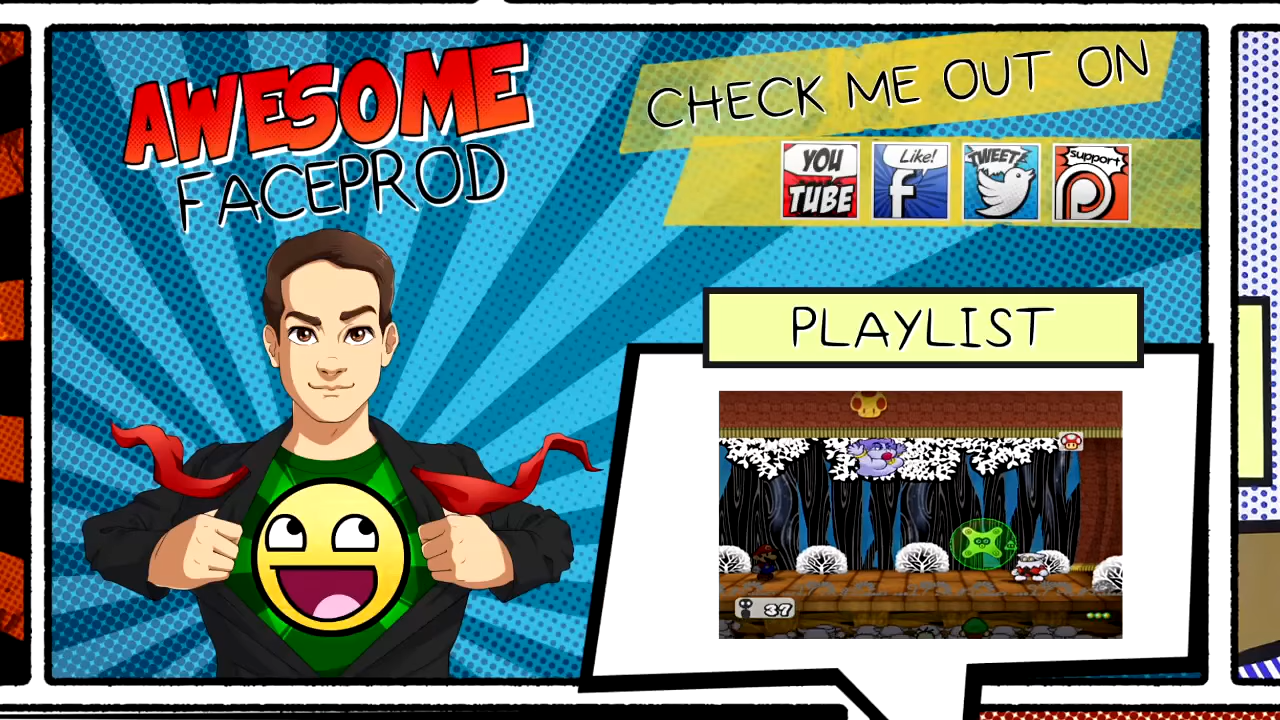 AWESOME
FACEPROD
CHECK ME OUT ON
YOU
TUBE
Like!
f
TWEET!
support
PLAYLIST
37